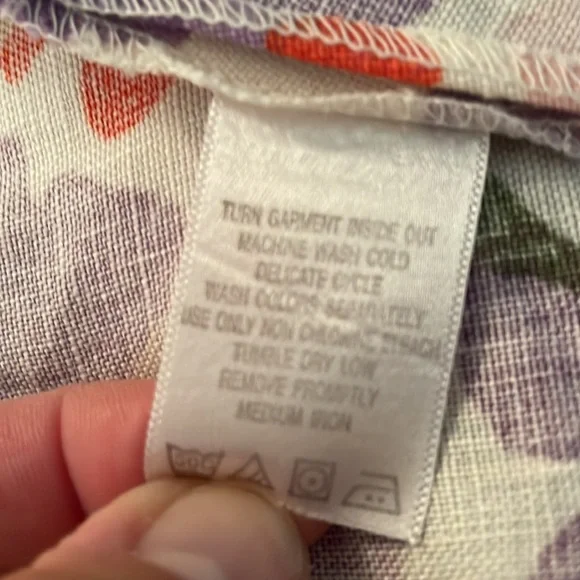 TURN GARMENT INSIDE OUT
MACHINE WASH COLD
DELICATE CYCLE
WASH COLORS SEPARATELY
USE ONLY NON CHLORINE BLEACH
TUMBLE DRY LOW
REMOVE PROMPTLY
MEDIUM IRON